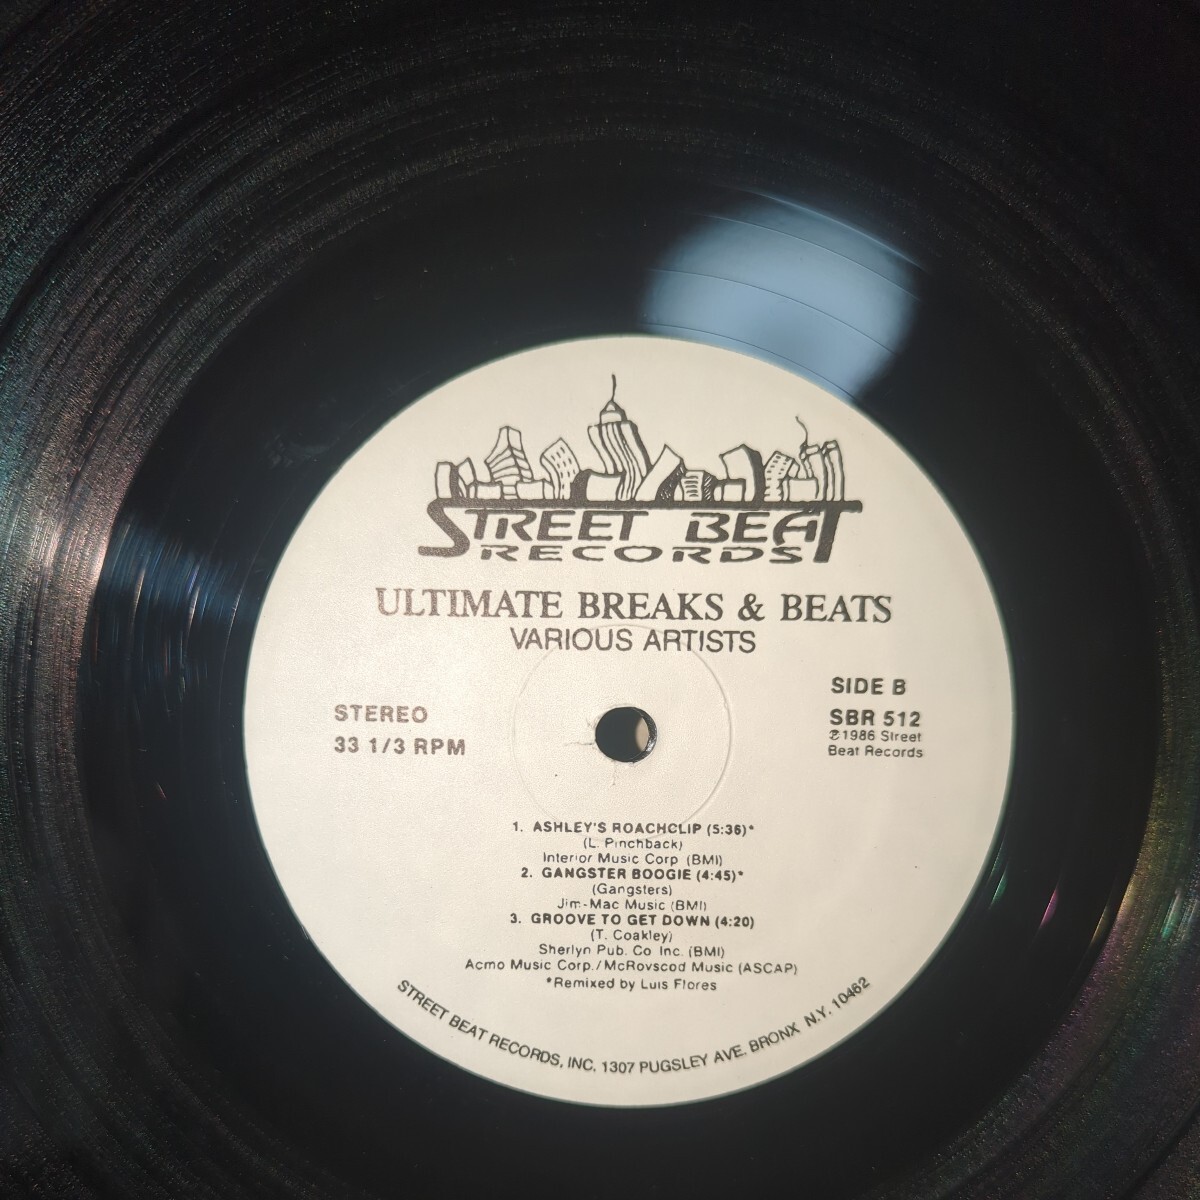 STREET BEAT
RECORDS
ULTIMATE BREAKS & BEATS
VARIOUS ARTISTS
STEREO
33 1/3 RPM
SIDE B
SBR 512
℗1986 Street
Beat Records
1. ASHLEY'S ROACHCLIP (5:36)*
(L. Pinchback)
Interior Music Corp (BMI)
2. GANGSTER BOOGIE (4:45)*
(Gangsters)
Jim-Mac Music (BMI)
3. GROOVE TO GET DOWN (4:20)
(T. Coakley)
Sherlyn Pub. Co Inc. (BMI)
Acmo Music Corp./McRovscod Music (ASCAP)
*Remixed by Luis Flores
STREET BEAT RECORDS, INC. 1307 PUGSLEY AVE. BRONX N.Y. 10462